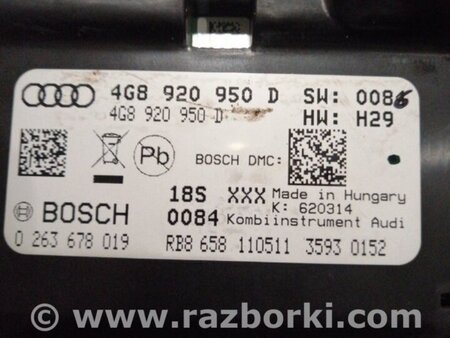 4G8 920 950 D SW: 0086
4G8 920 950 D HW: H29
Pb BOSCH DMC:
18S XXX Made in Hungary
K: 620314
BOSCH 0084 Kombiinstrument Audi
0 263 678 019 RB8 658 110511 3593 0152
© www.razborki.com